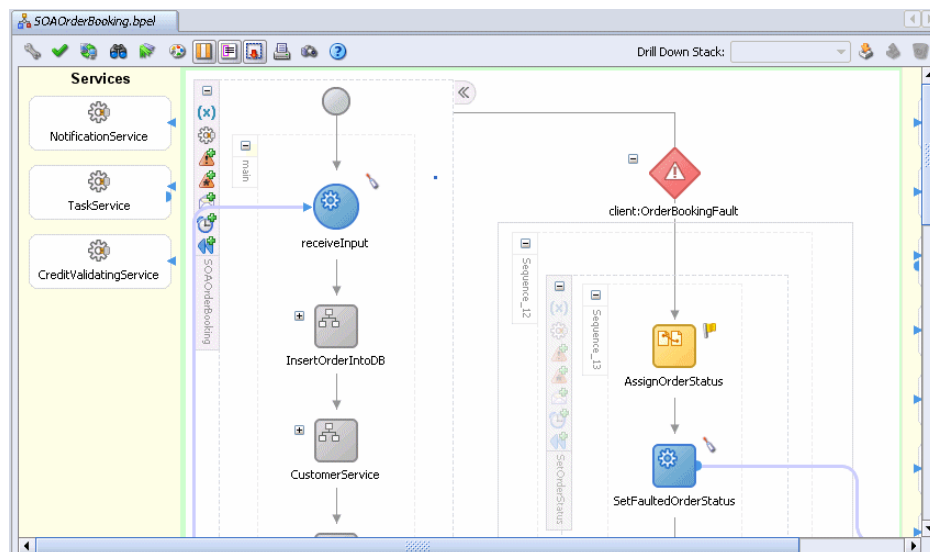 SOAOrderBooking.bpel
Drill Down Stack:
Services
NotificationService
TaskService
CreditValidatingService
(x)
SOAOrderBooking
main
receiveInput
InsertOrderIntoDB
CustomerService
client:OrderBookingFault
Sequence_12
(x)
SetOrderStatus
Sequence_13
AssignOrderStatus
SetFaultedOrderStatus